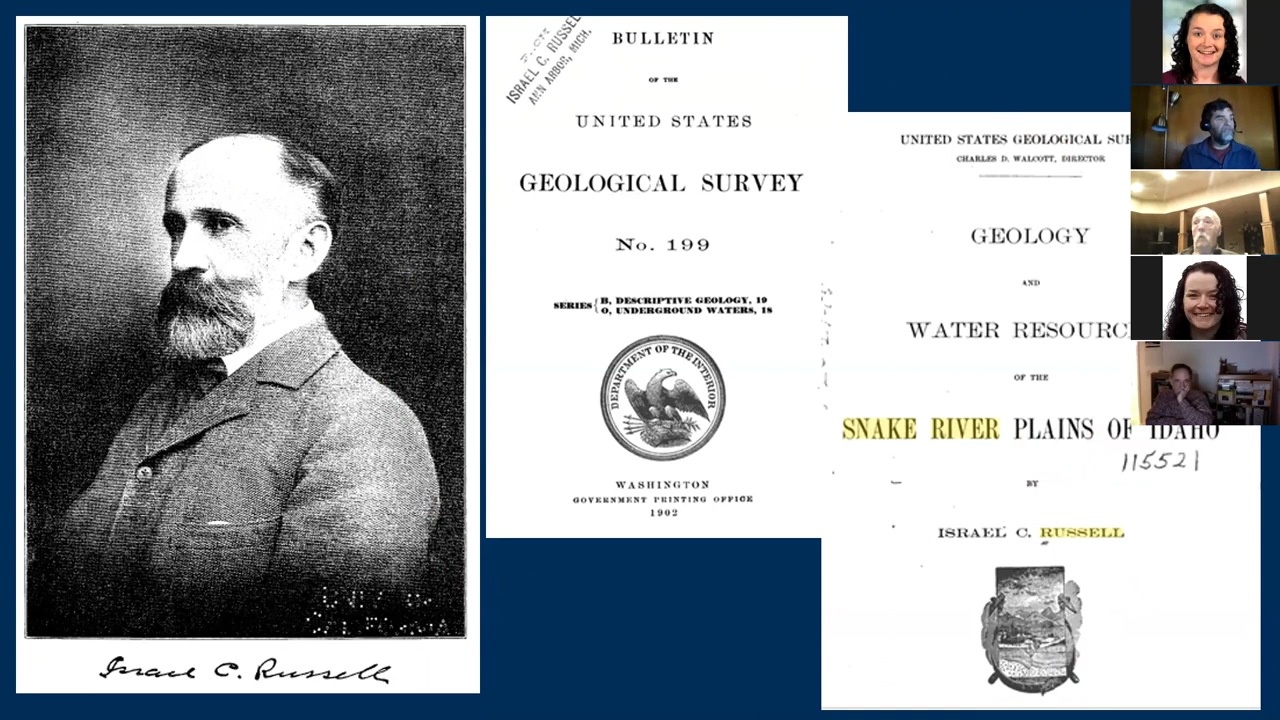 Israel C. Russell
ISRAEL C. RUSSELL
ANN ARBOR, MICH.
BULLETIN
OF THE
UNITED STATES
GEOLOGICAL SURVEY
No. 199
SERIES { B, DESCRIPTIVE GEOLOGY, 19
O, UNDERGROUND WATERS, 18
DEPARTMENT OF THE INTERIOR
WASHINGTON
GOVERNMENT PRINTING OFFICE
1902
UNITED STATES GEOLOGICAL SUR
CHARLES D. WALCOTT, DIRECTOR
GEOLOGY
AND
WATER RESOURC
OF THE
SNAKE RIVER PLAINS OF IDAHO
115521
BY
ISRAEL C. RUSSELL